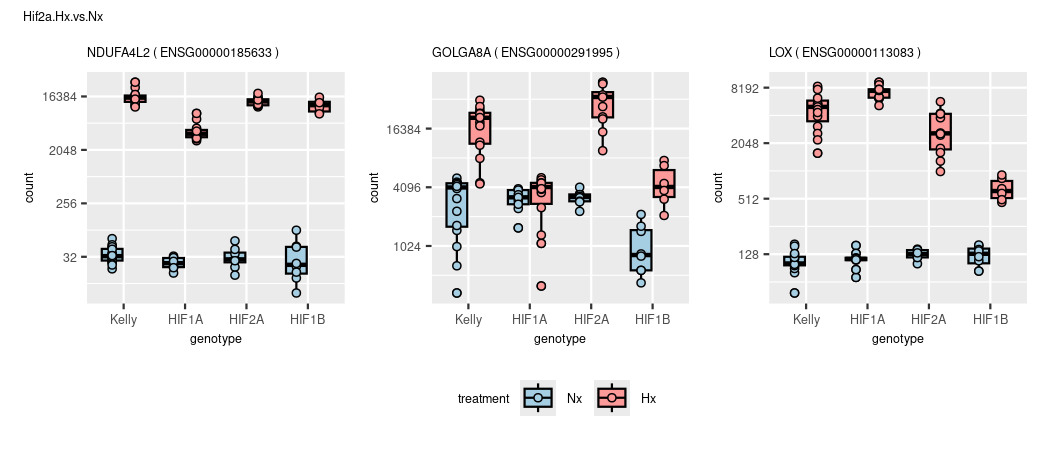 Hif2a.Hx.vs.Nx
NDUFA4L2 ( ENSG00000185633 )
16384
2048
256
32
count
Kelly HIF1A HIF2A HIF1B
genotype
GOLGA8A ( ENSG00000291995 )
16384
4096
1024
count
Kelly HIF1A HIF2A HIF1B
genotype
LOX ( ENSG00000113083 )
8192
2048
512
128
count
Kelly HIF1A HIF2A HIF1B
genotype
treatment Nx Hx